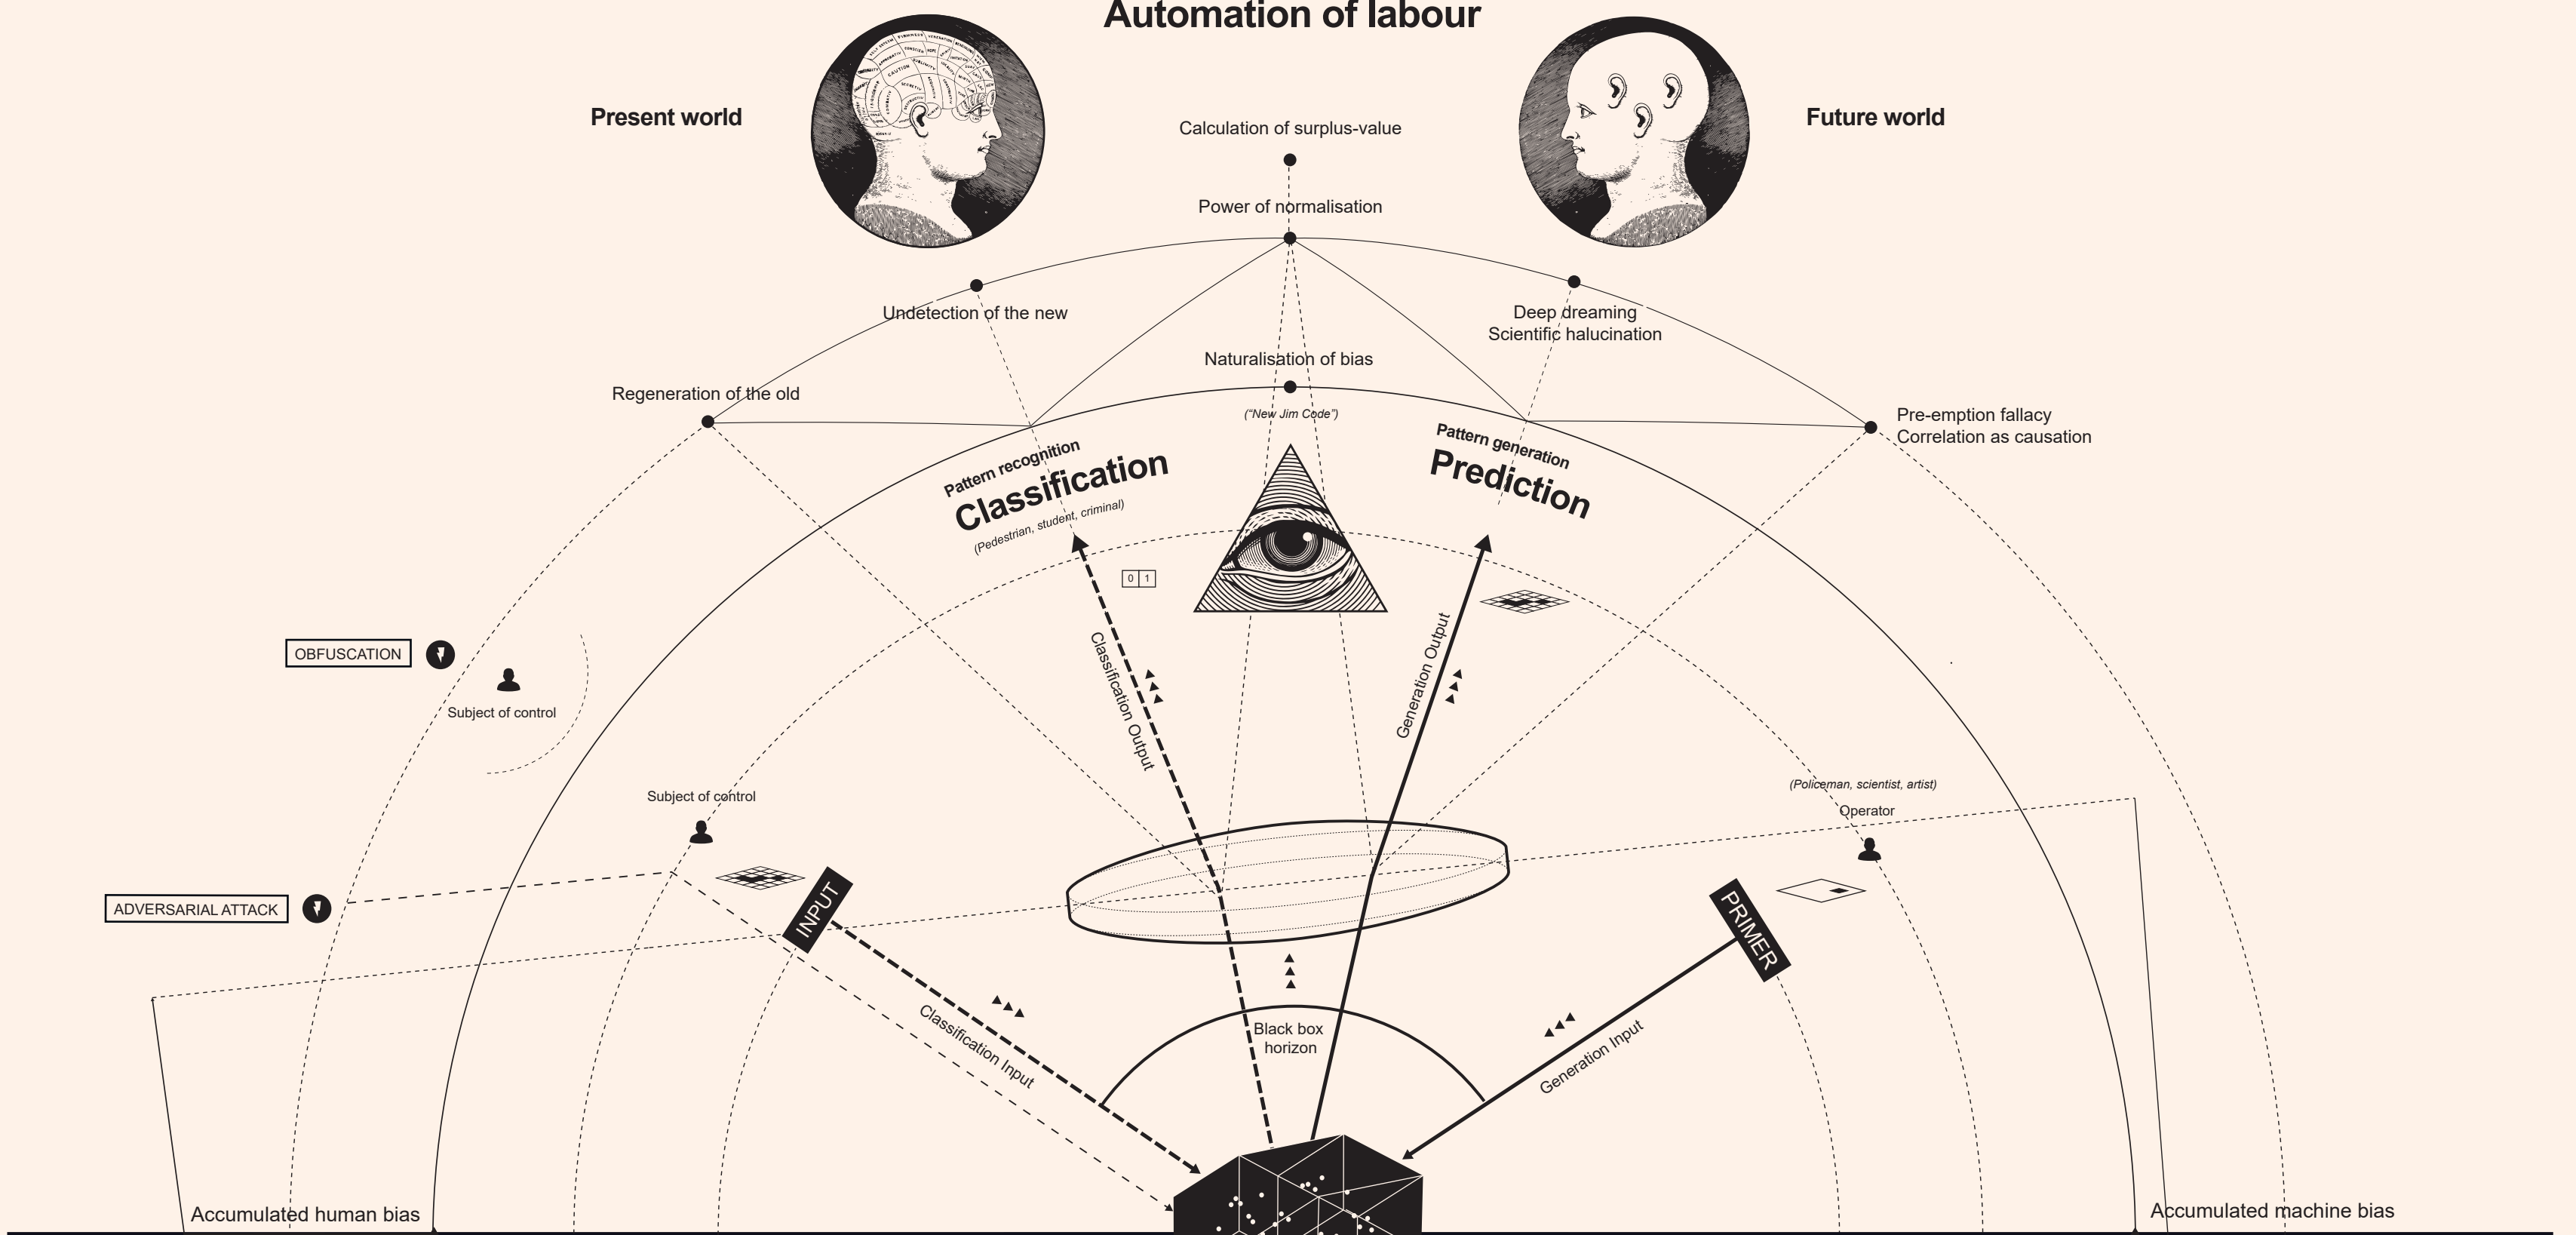 Automation of labour
Present world
CAUTION
Future world
Calculation of surplus-value
Power of normalisation
Undetection of the new
Deep dreaming
Scientific halucination
Naturalisation of bias
Regeneration of the old
("New Jim Code")
Pre-emption fallacy
Correlation as causation
Pattern recognition
Classification
(Pedestrian, student, criminal)
Pattern generation
Prediction
0 1
OBFUSCATION
Subject of control
Classification Output
Generation Output
Subject of control
(Policeman, scientist, artist)
Operator
ADVERSARIAL ATTACK
INPUT
PRIMER
Classification Input
Black box
horizon
Generation Input
Accumulated human bias
Accumulated machine bias